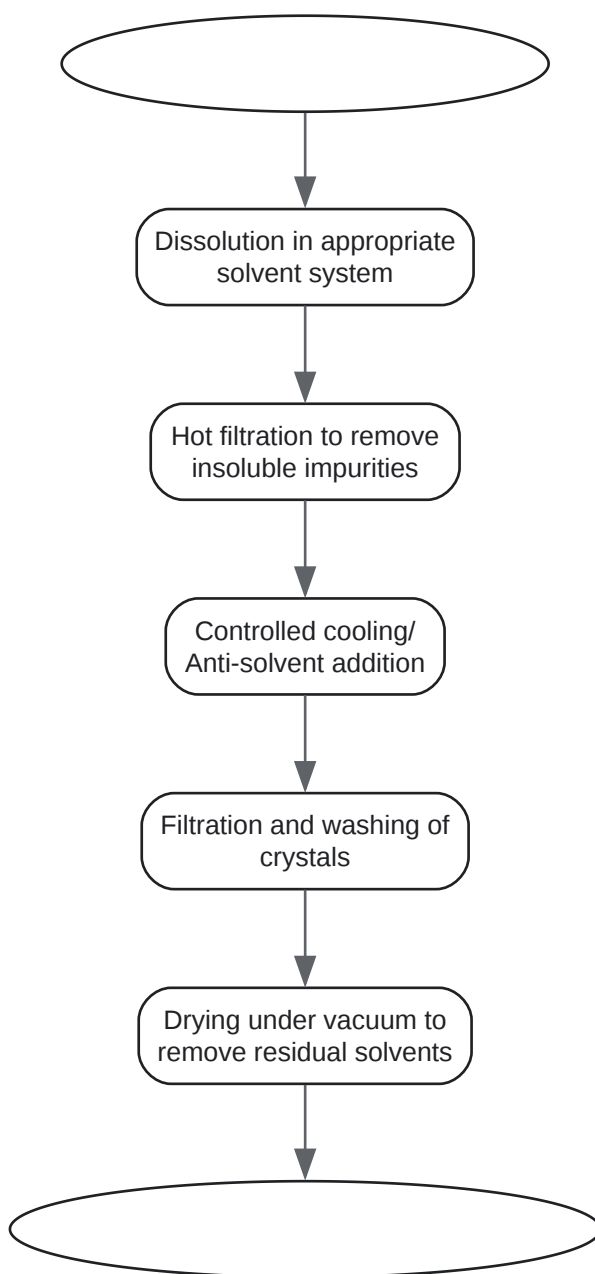 Dissolution in appropriate
solvent system
Hot filtration to remove
insoluble impurities
Controlled cooling/
Anti-solvent addition
Filtration and washing of
crystals
Drying under vacuum to
remove residual solvents